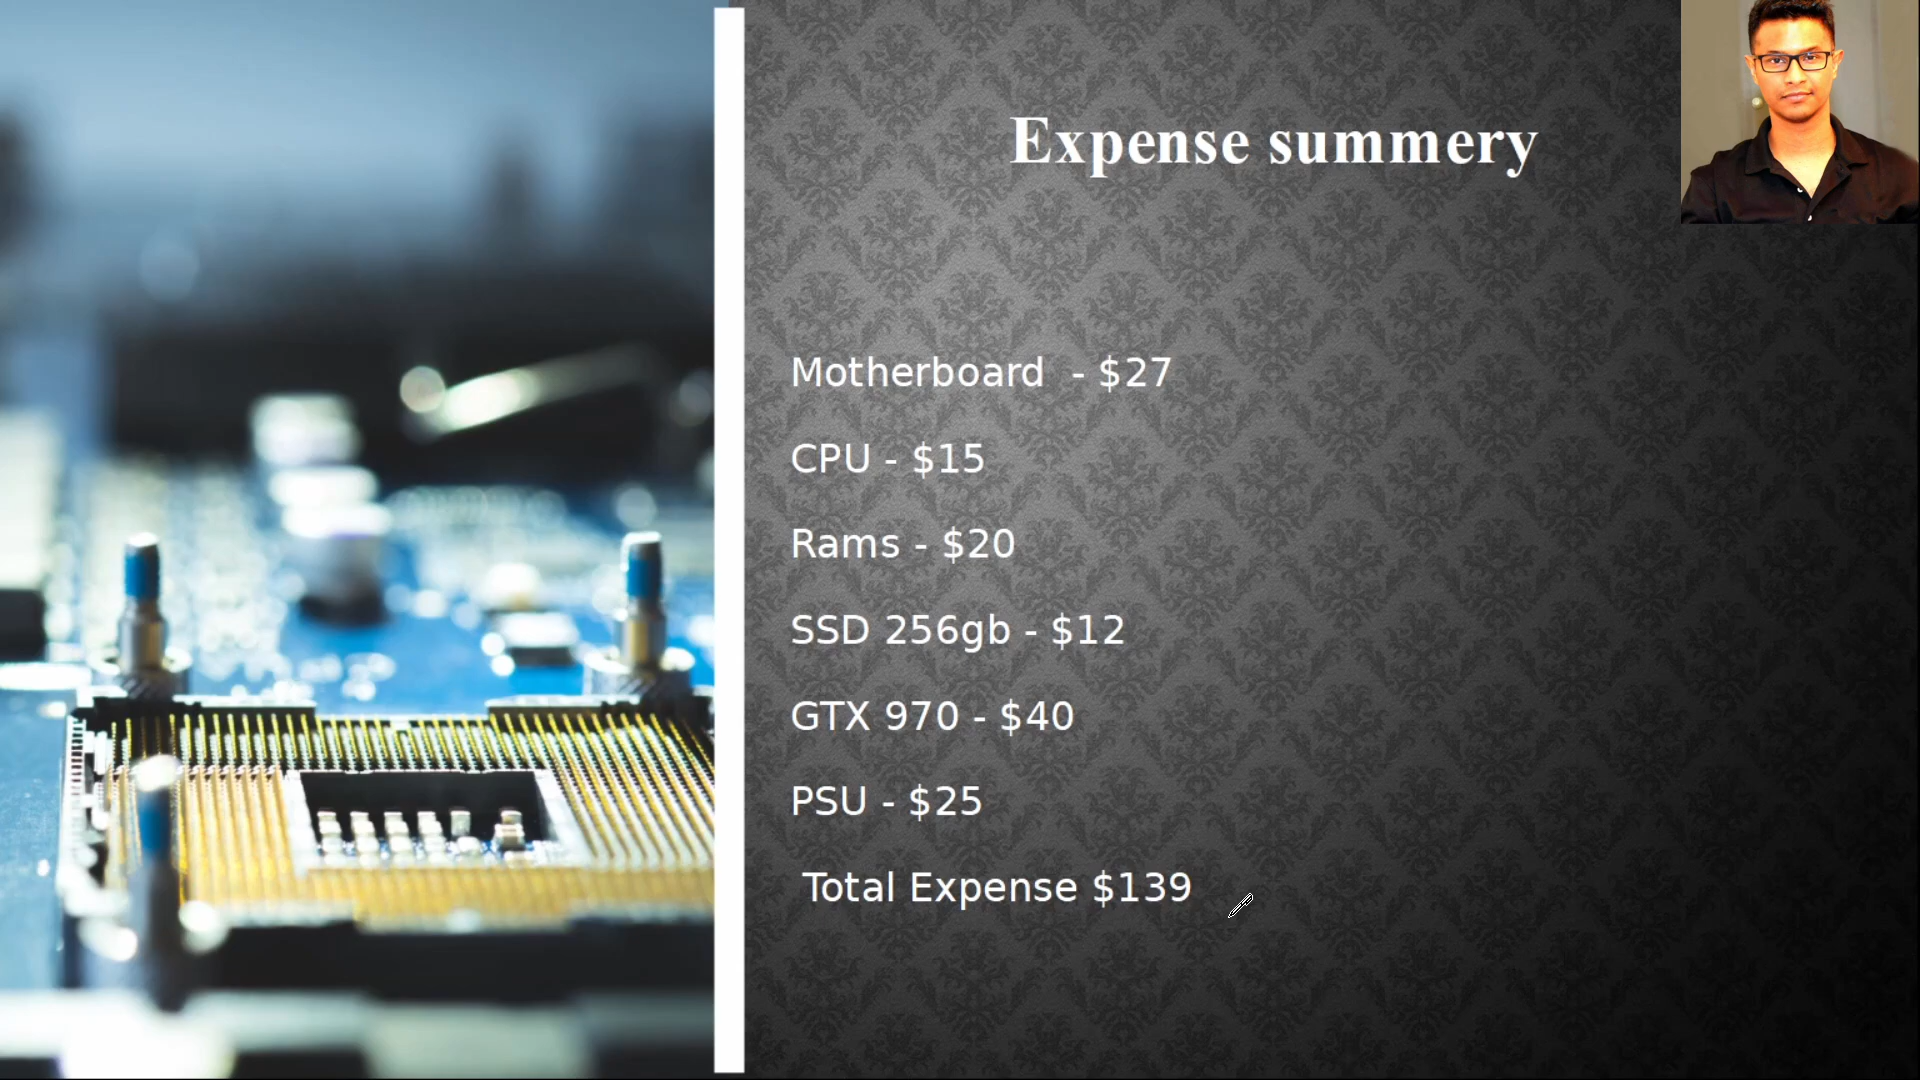 Expense summery
Motherboard  - $27
CPU - $15
Rams - $20
SSD 256gb - $12
GTX 970 - $40
PSU - $25
Total Expense $139